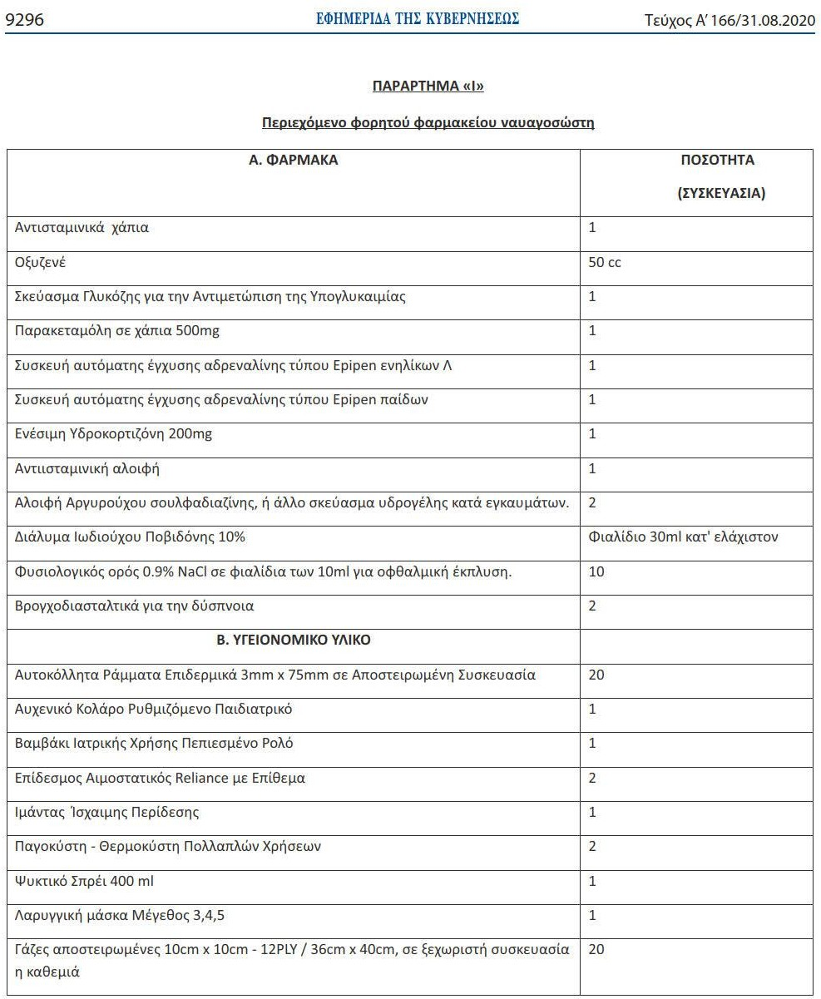 9296
ΕΦΗΜΕΡΙΔΑ ΤΗΣ ΚΥΒΕΡΝΗΣΕΩΣ
Τεύχος Α’ 166/31.08.2020
ΠΑΡΑΡΤΗΜΑ «Ι»
Περιεχόμενο φορητού φαρμακείου ναυαγοσώστη
Α. ΦΑΡΜΑΚΑ
ΠΟΣΟΤΗΤΑ
(ΣΥΣΚΕΥΑΣΙΑ)
Αντισταμινικά χάπια 1
Οξυζενέ 50 cc
Σκεύασμα Γλυκόζης για την Αντιμετώπιση της Υπογλυκαιμίας 1
Παρακεταμόλη σε χάπια 500mg 1
Συσκευή αυτόματης έγχυσης αδρεναλίνης τύπου Epipen ενηλίκων Λ 1
Συσκευή αυτόματης έγχυσης αδρεναλίνης τύπου Epipen παίδων 1
Ενέσιμη Υδροκορτιζόνη 200mg 1
Αντιισταμινική αλοιφή 1
Αλοιφή Αργυρούχου σουλφαδιαζίνης, ή άλλο σκεύασμα υδρογέλης κατά εγκαυμάτων. 2
Διάλυμα Ιωδιούχου Ποβιδόνης 10% Φιαλίδιο 30ml κατ' ελάχιστον
Φυσιολογικός ορός 0.9% NaCl σε φιαλίδια των 10ml για οφθαλμική έκπλυση. 10
Βρογχοδιασταλτικά για την δύσπνοια 2
Β. ΥΓΕΙΟΝΟΜΙΚΟ ΥΛΙΚΟ
Αυτοκόλλητα Ράμματα Επιδερμικά 3mm x 75mm σε Αποστειρωμένη Συσκευασία 20
Αυχενικό Κολάρο Ρυθμιζόμενο Παιδιατρικό 1
Βαμβάκι Ιατρικής Χρήσης Πεπιεσμένο Ρολό 1
Επίδεσμος Αιμοστατικός Reliance με Επίθεμα 2
Ιμάντας Ίσχαιμης Περίδεσης 1
Παγοκύστη - Θερμοκύστη Πολλαπλών Χρήσεων 2
Ψυκτικό Σπρέι 400 ml 1
Λαρυγγική μάσκα Μέγεθος 3,4,5 1
Γάζες αποστειρωμένες 10cm x 10cm - 12PLY / 36cm x 40cm, σε ξεχωριστή συσκευασία 20
η καθεμιά